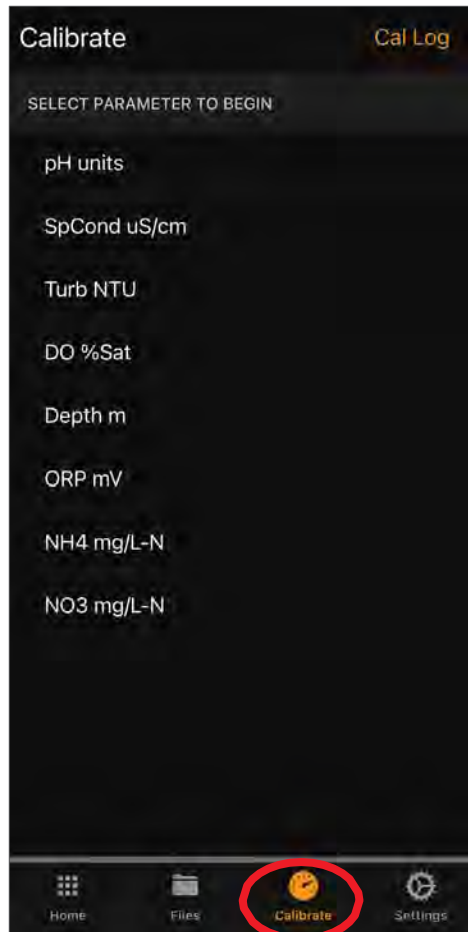 Calibrate Cal Log
SELECT PARAMETER TO BEGIN
pH units
SpCond uS/cm
Turb NTU
DO %Sat
Depth m
ORP mV
NH4 mg/L-N
NO3 mg/L-N
Home Files Calibrate Settings